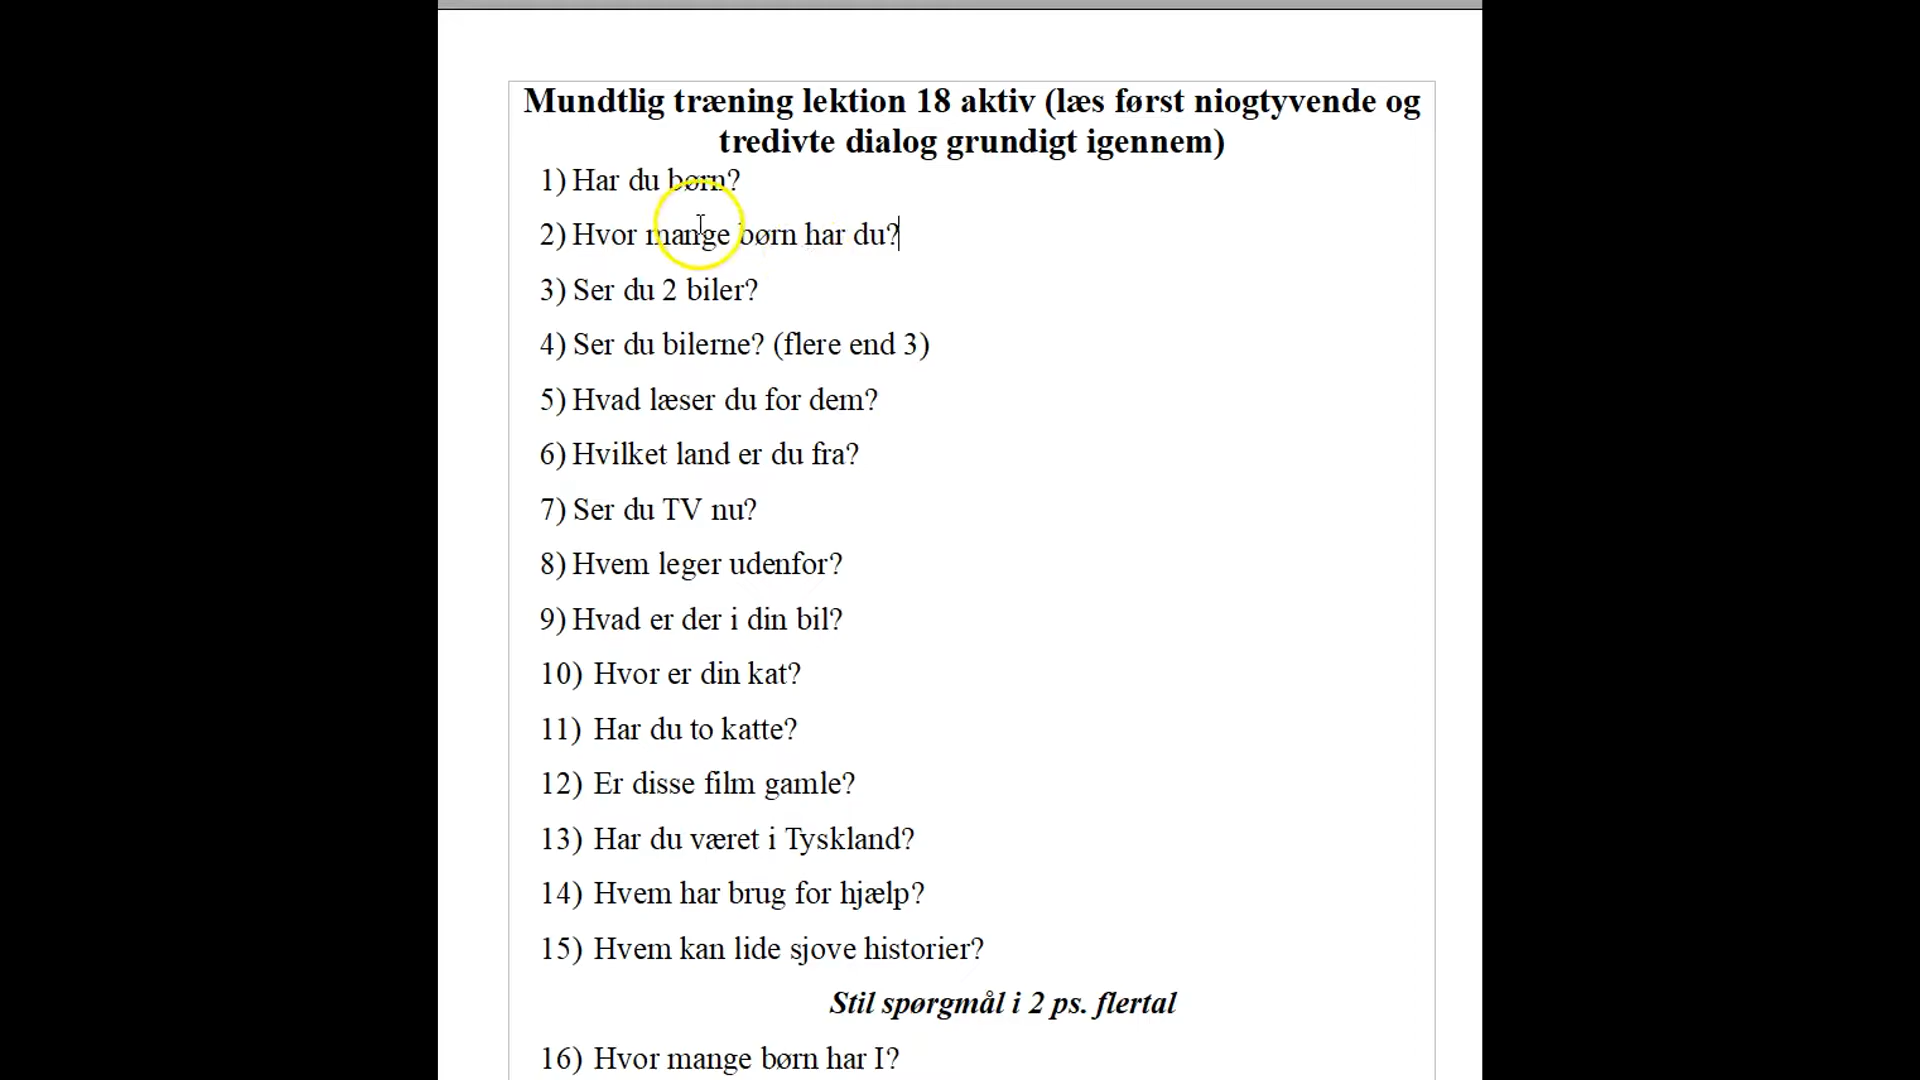 Mundtlig træning lektion 18 aktiv (læs først niogtyvende og
tredivte dialog grundigt igennem)
1) Har du børn?
2) Hvor mange børn har du?
3) Ser du 2 biler?
4) Ser du bilerne? (flere end 3)
5) Hvad læser du for dem?
6) Hvilket land er du fra?
7) Ser du TV nu?
8) Hvem leger udenfor?
9) Hvad er der i din bil?
10) Hvor er din kat?
11) Har du to katte?
12) Er disse film gamle?
13) Har du været i Tyskland?
14) Hvem har brug for hjælp?
15) Hvem kan lide sjove historier?
Stil spørgmål i 2 ps. flertal
16) Hvor mange børn har I?